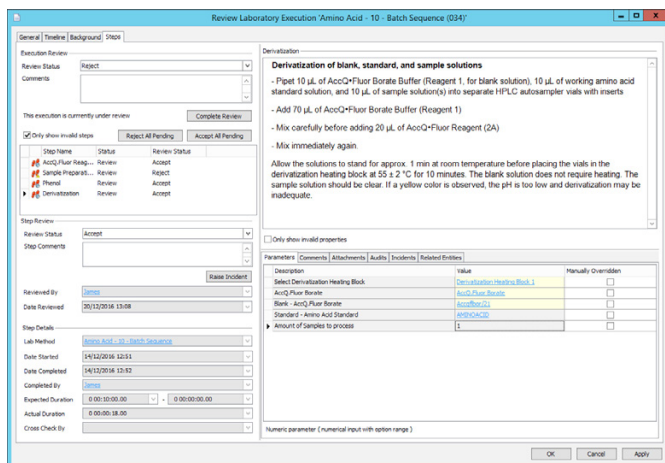 Review Laboratory Execution 'Amino Acid - 10 - Batch Sequence (034)'
General Timeline Background Steps
Execution Review
Review Status Reject
Comments
This execution is currently under review Complete Review
Only show invalid steps Reject All Pending Accept All Pending
Step Name Status Review Status
AccQ.Fluor Reag... Review Accept
Sample Preparati... Review Reject
Phenol Review Accept
Derivatization Review Accept
Step Review
Review Status Accept
Step Comments
Raise Incident
Reviewed By James
Date Reviewed 20/12/2016 13:08
Step Details
Lab Method Amino Acid - 10 - Batch Sequence
Date Started 14/12/2016 12:51
Date Completed 14/12/2016 12:52
Completed By James
Expected Duration 0 00:10:00.00 + 0 00:00:00.00
Actual Duration 0 00:00:18.00
Cross Check By
Derivatization
Derivatization of blank, standard, and sample solutions
- Pipet 10 µL of AccQ•Fluor Borate Buffer (Reagent 1, for blank solution), 10 µL of working amino acid
standard solution, and 10 µL of sample solution(s) into separate HPLC autosampler vials with inserts
- Add 70 µL of AccQ•Fluor Borate Buffer (Reagent 1)
- Mix carefully before adding 20 µL of AccQ•Fluor Reagent (2A)
- Mix immediately again.
Allow the solutions to stand for approx. 1 min at room temperature before placing the vials in the
derivatization heating block at 55 ± 2 °C for 10 minutes. The blank solution does not require heating. The
sample solution should be clear. If a yellow color is observed, the pH is too low and derivatization may be
inadequate.
Only show invalid properties
Parameters Comments Attachments Audits Incidents Related Entities
Description Value Manually Overridden
Select Derivatization Heating Block Derivatization Heating Block 1
AccQ.Fluor Borate AccQ.Fluor Borate
Blank - AccQ.Fluor Borate
Standard - Amino Acid Standard AMINOACID
Amount of Samples to process 1
Numeric parameter ( numerical input with option range )
OK Cancel Apply